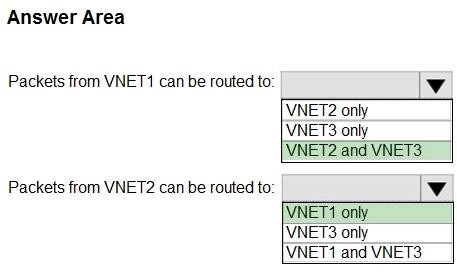 Answer Area
Packets from VNET1 can be routed to:
VNET2 only
VNET3 only
VNET2 and VNET3
Packets from VNET2 can be routed to:
VNET1 only
VNET3 only
VNET1 and VNET3